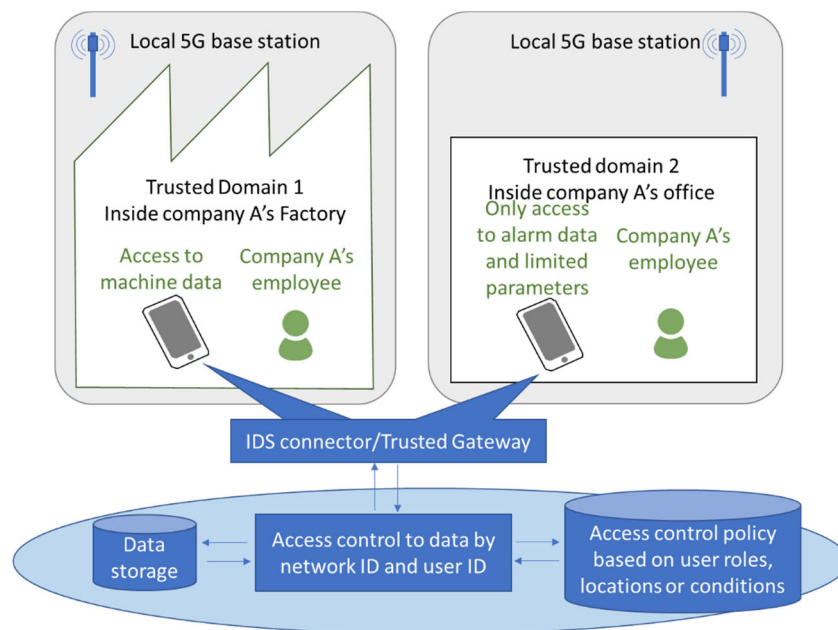 Local 5G base station
Trusted Domain 1
Inside company A's Factory
Access to
machine data
Company A's
employee
Local 5G base station
Trusted domain 2
Inside company A's office
Only access
to alarm data
and limited
parameters
Company A's
employee
IDS connector/Trusted Gateway
Data
storage
Access control to data by
network ID and user ID
Access control policy
based on user roles,
locations or conditions